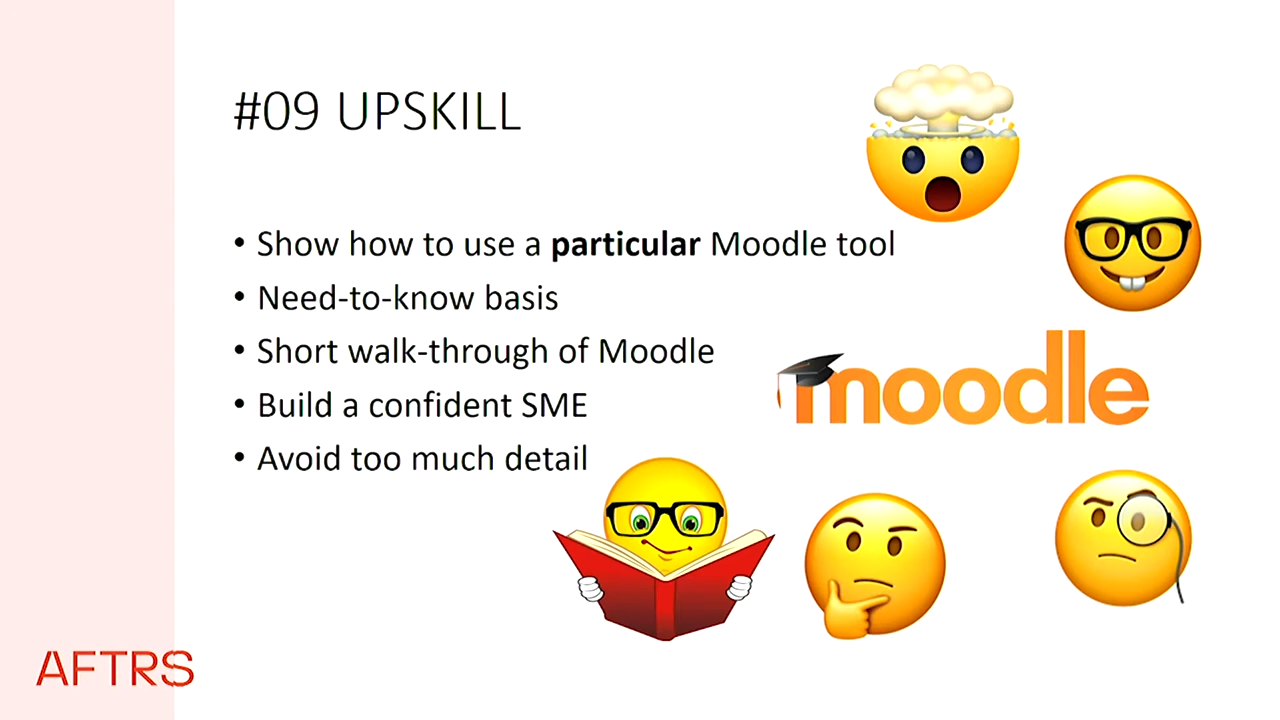 #09 UPSKILL
• Show how to use a particular Moodle tool
• Need-to-know basis
• Short walk-through of Moodle
• Build a confident SME
• Avoid too much detail
moodle
AFTRS